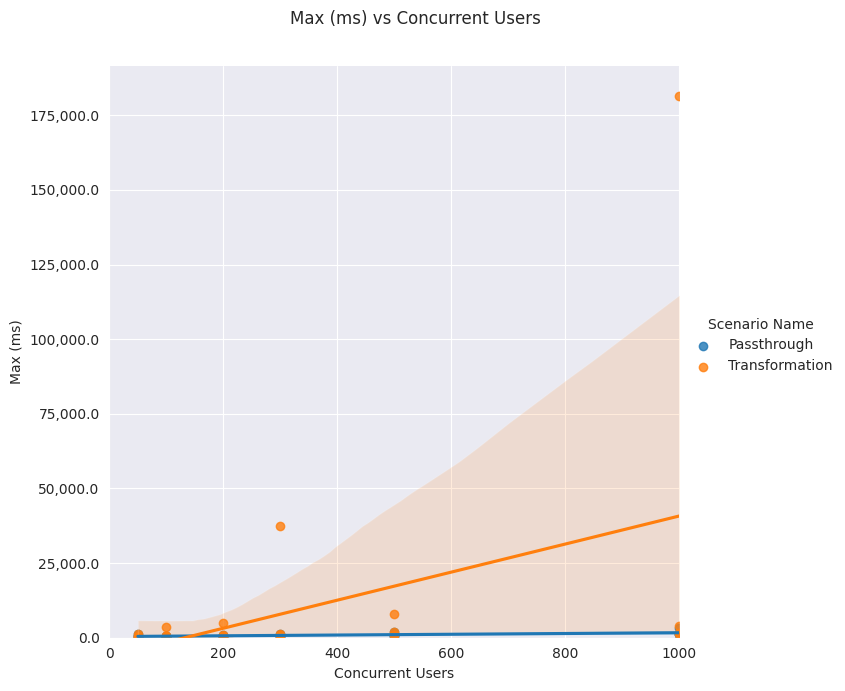 Max (ms) vs Concurrent Users
175,000.0
150,000.0
125,000.0
100,000.0
75,000.0
50,000.0
25,000.0
0.0
Max (ms)
0 200 400 600 800 1000
Concurrent Users
Scenario Name
Passthrough
Transformation